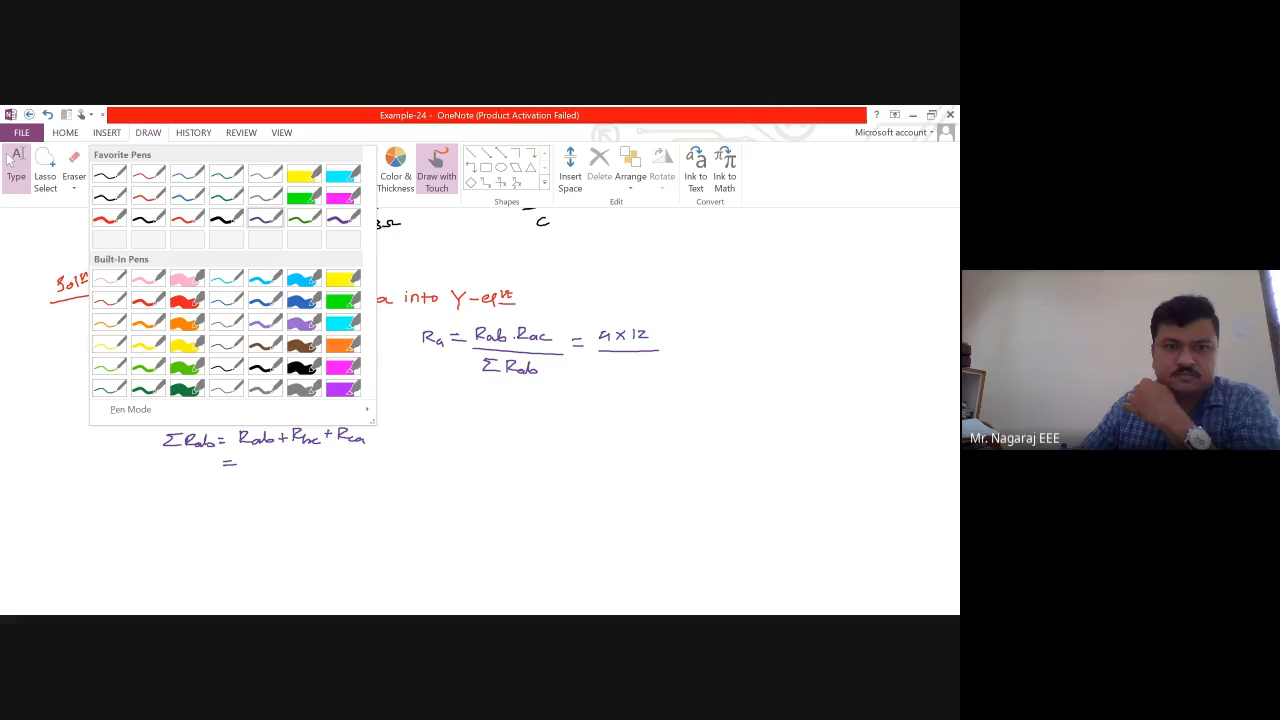 Example-24 - OneNote (Product Activation Failed)
FILE HOME INSERT DRAW HISTORY REVIEW VIEW Microsoft account
Favorite Pens
Type Lasso Select Eraser Color & Thickness Draw with Touch Insert Space Delete Arrange Rotate Ink to Text Ink to Math
Shapes Edit Convert
3Ω C
Built-In Pens
Solⁿ
into Y-eqvt
Ra = Rab.Rac / ΣRab = 4×12
Pen Mode
ΣRab = Rab+Rbc+Rca
=
Mr. Nagaraj EEE